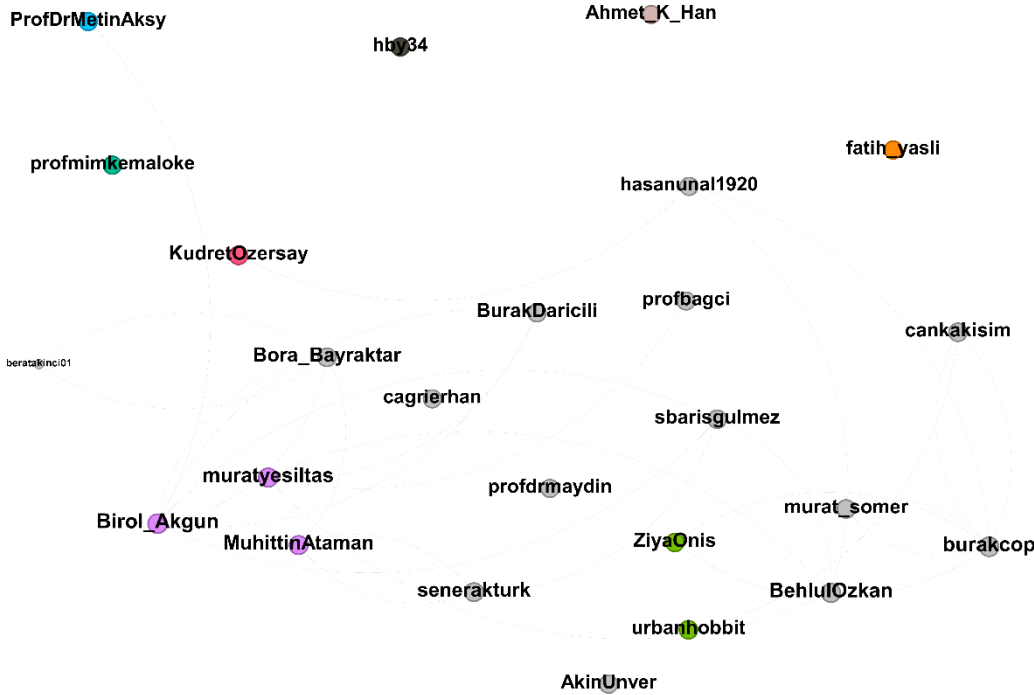 ProfDrMetinAksy
Ahmet_K_Han
hby34
fatih_yasli
profmimkemaloke
hasanunal1920
KudretOzersay
profbagci
BurakDaricili
cankakisim
Bora_Bayraktar
beratakinci01
cagrierhan
sbarisgulmez
muratyesiltas
profdrmaydin
murat_somer
Birol_Akgun
ZiyaOnis
MuhittinAtaman
burakcop
senerakturk
BehlulOzkan
urbanhobbit
AkinUnver